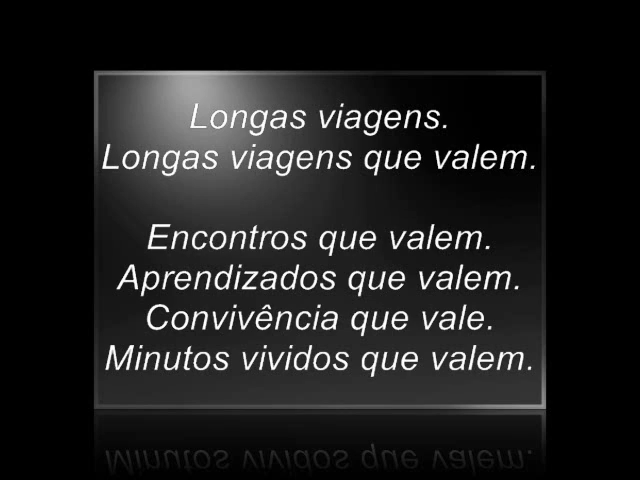 Longas viagens.
Longas viagens que valem.
Encontros que valem.
Aprendizados que valem.
Convivência que vale.
Minutos vividos que valem.